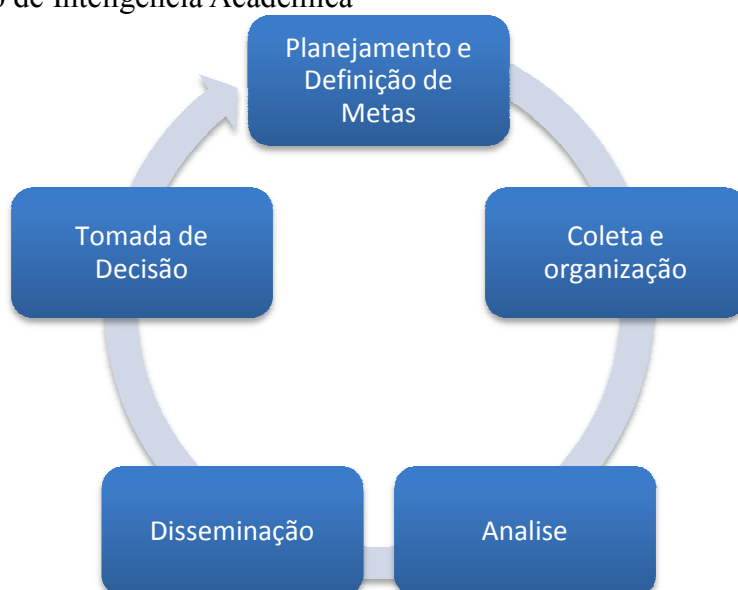 o de Inteligência Acadêmica
Planejamento e
Definição de
Metas
Coleta e
organização
Analise
Disseminação
Tomada de
Decisão